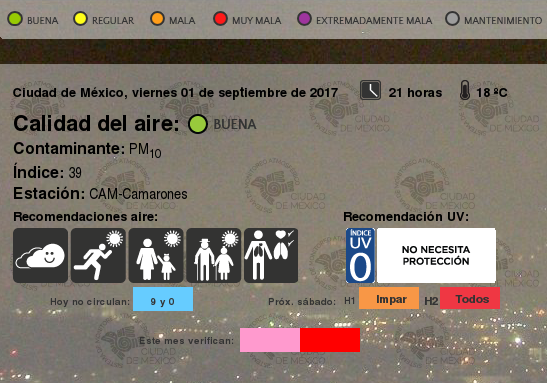 BUENA REGULAR MALA MUY MALA EXTREMADAMENTE MALA MANTENIMIENTO
Ciudad de México, viernes 01 de septiembre de 2017 21 horas 18 ºC
Calidad del aire: BUENA
Contaminante: PM10
Índice: 39
Estación: CAM-Camarones
Recomendaciones aire: Recomendación UV:
ÍNDICE
UV
0
NO NECESITA
PROTECCIÓN
Hoy no circulan: 9 y 0 Próx. sábado: H1 Impar H2 Todos
Este mes verifican:
CIUDAD
DE MÉXICO